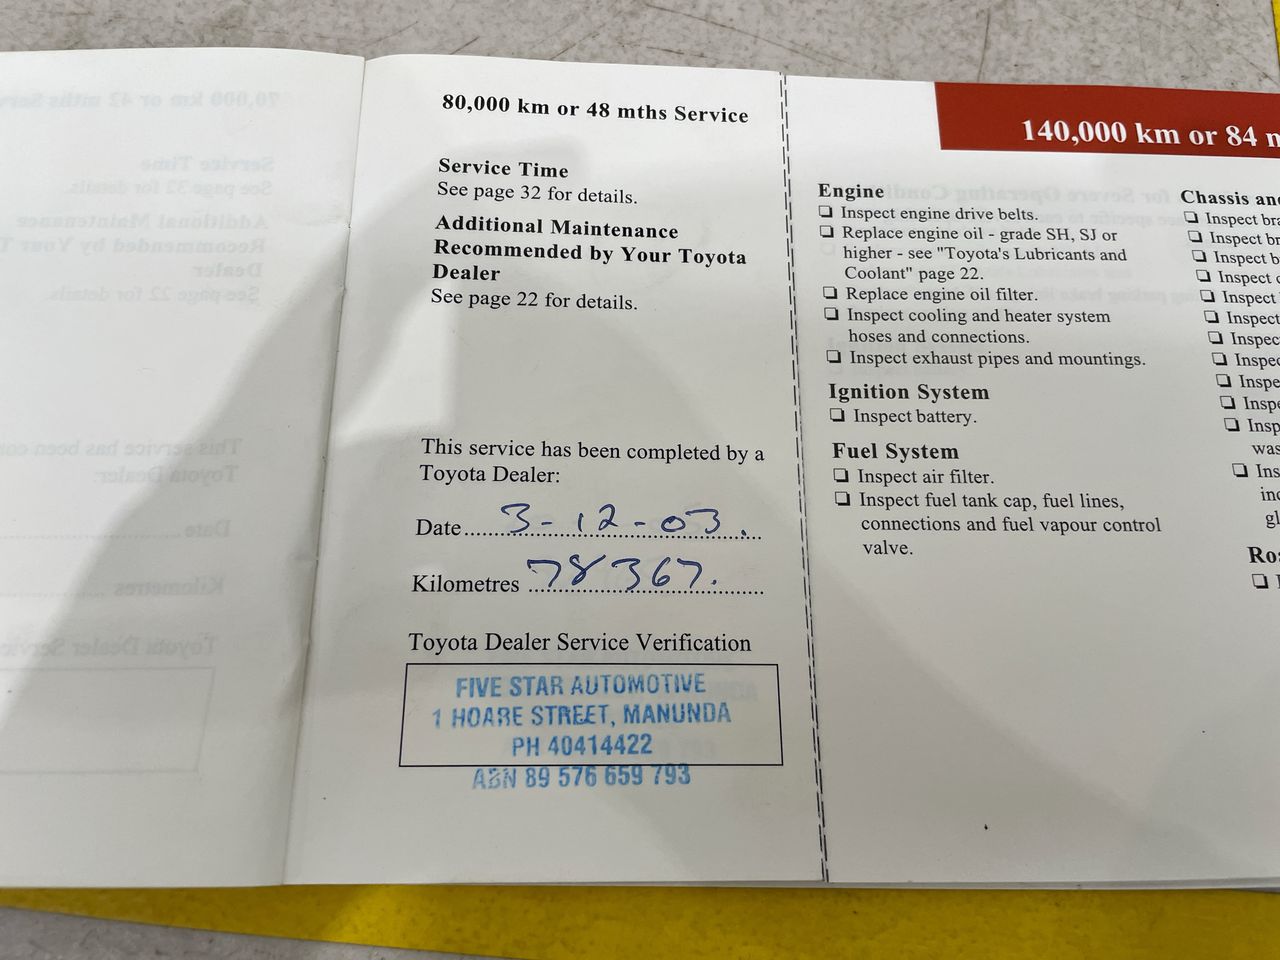 80,000 km or 48 mths Service
Service Time
See page 32 for details.
Additional Maintenance
Recommended by Your Toyota
Dealer
See page 22 for details.
This service has been completed by a
Toyota Dealer:
Date 3-12-03.
Kilometres 78367.
Toyota Dealer Service Verification
FIVE STAR AUTOMOTIVE
1 HOARE STREET, MANUNDA
PH 40414422
ABN 89 576 659 793
140,000 km or 84
Engine
Inspect engine drive belts.
Replace engine oil - grade SH, SJ or
higher - see "Toyota's Lubricants and
Coolant" page 22.
Replace engine oil filter.
Inspect cooling and heater system
hoses and connections.
Inspect exhaust pipes and mountings.
Ignition System
Inspect battery.
Fuel System
Inspect air filter.
Inspect fuel tank cap, fuel lines,
connections and fuel vapour control
valve.
Chassis
Inspect
Inspect
Inspect
Inspect
Inspect
Inspect